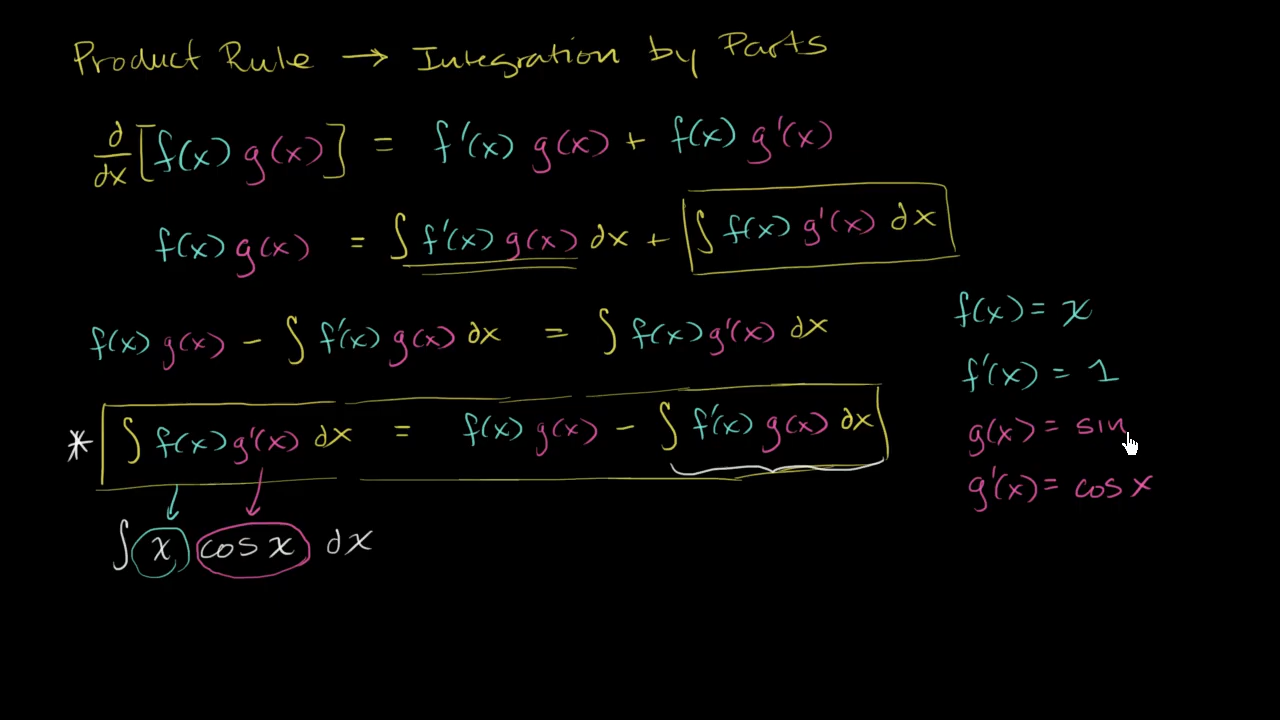 Product Rule → Integration by Parts
d/dx [f(x) g(x)] = f'(x) g(x) + f(x) g'(x)
f(x) g(x) = ∫ f'(x) g(x) dx + ∫ f(x) g'(x) dx
f(x) g(x) - ∫ f'(x) g(x) dx = ∫ f(x) g'(x) dx
* ∫ f(x) g'(x) dx = f(x) g(x) - ∫ f'(x) g(x) dx
∫ x cos x dx
f(x) = x
f'(x) = 1
g(x) = sin
g'(x) = cos x